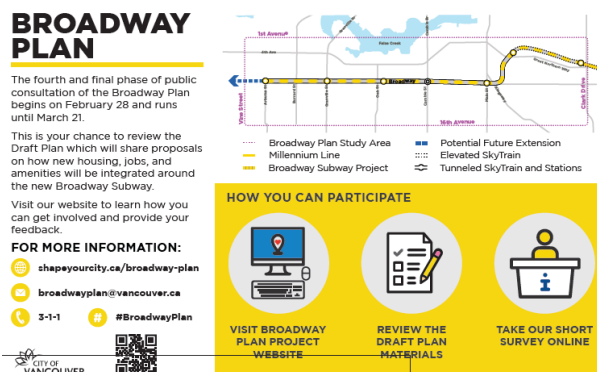 BROADWAY
PLAN
The fourth and final phase of public
consultation of the Broadway Plan
begins on February 28 and runs
until March 21.
This is your chance to review the
Draft Plan which will share proposals
on how new housing, jobs, and
amenities will be integrated around
the new Broadway Subway.
Visit our website to learn how you
can get involved and provide your
feedback.
FOR MORE INFORMATION:
shapeyourcity.ca/broadway-plan
broadwayplan@vancouver.ca
3-1-1
#
#BroadwayPlan
CITY OF
VANCOUVER
1st Avenue
False Creek
Broadway
Vine Street
Clark Drive
16th Avenue
Broadway Plan Study Area
Millennium Line
Broadway Subway Project
Potential Future Extension
Elevated SkyTrain
Tunneled SkyTrain and Stations
HOW YOU CAN PARTICIPATE
VISIT BROADWAY
PLAN PROJECT
WEBSITE
REVIEW THE
DRAFT PLAN
MATERIALS
i
TAKE OUR SHORT
SURVEY ONLINE